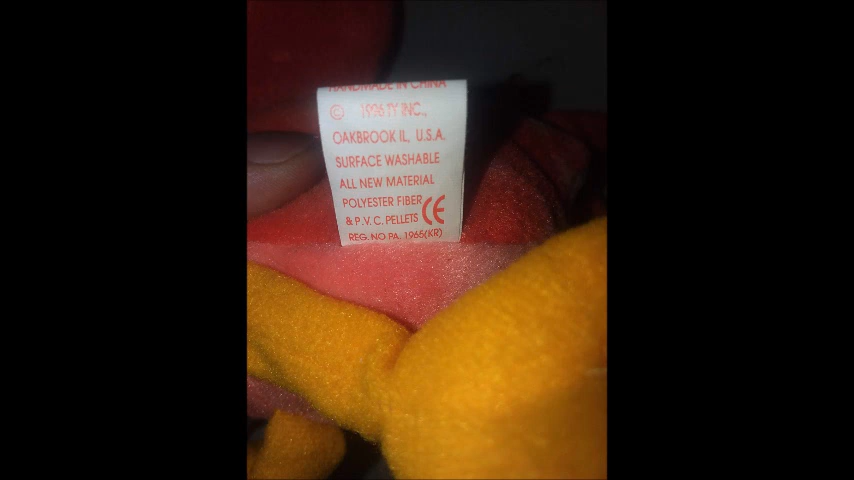 HANDMADE IN CHINA
© 1996 TY INC.,
OAKBROOK IL, U.S.A.
SURFACE WASHABLE
ALL NEW MATERIAL
POLYESTER FIBER
& P.V.C. PELLETS CE
REG. NO PA. 1965(KR)